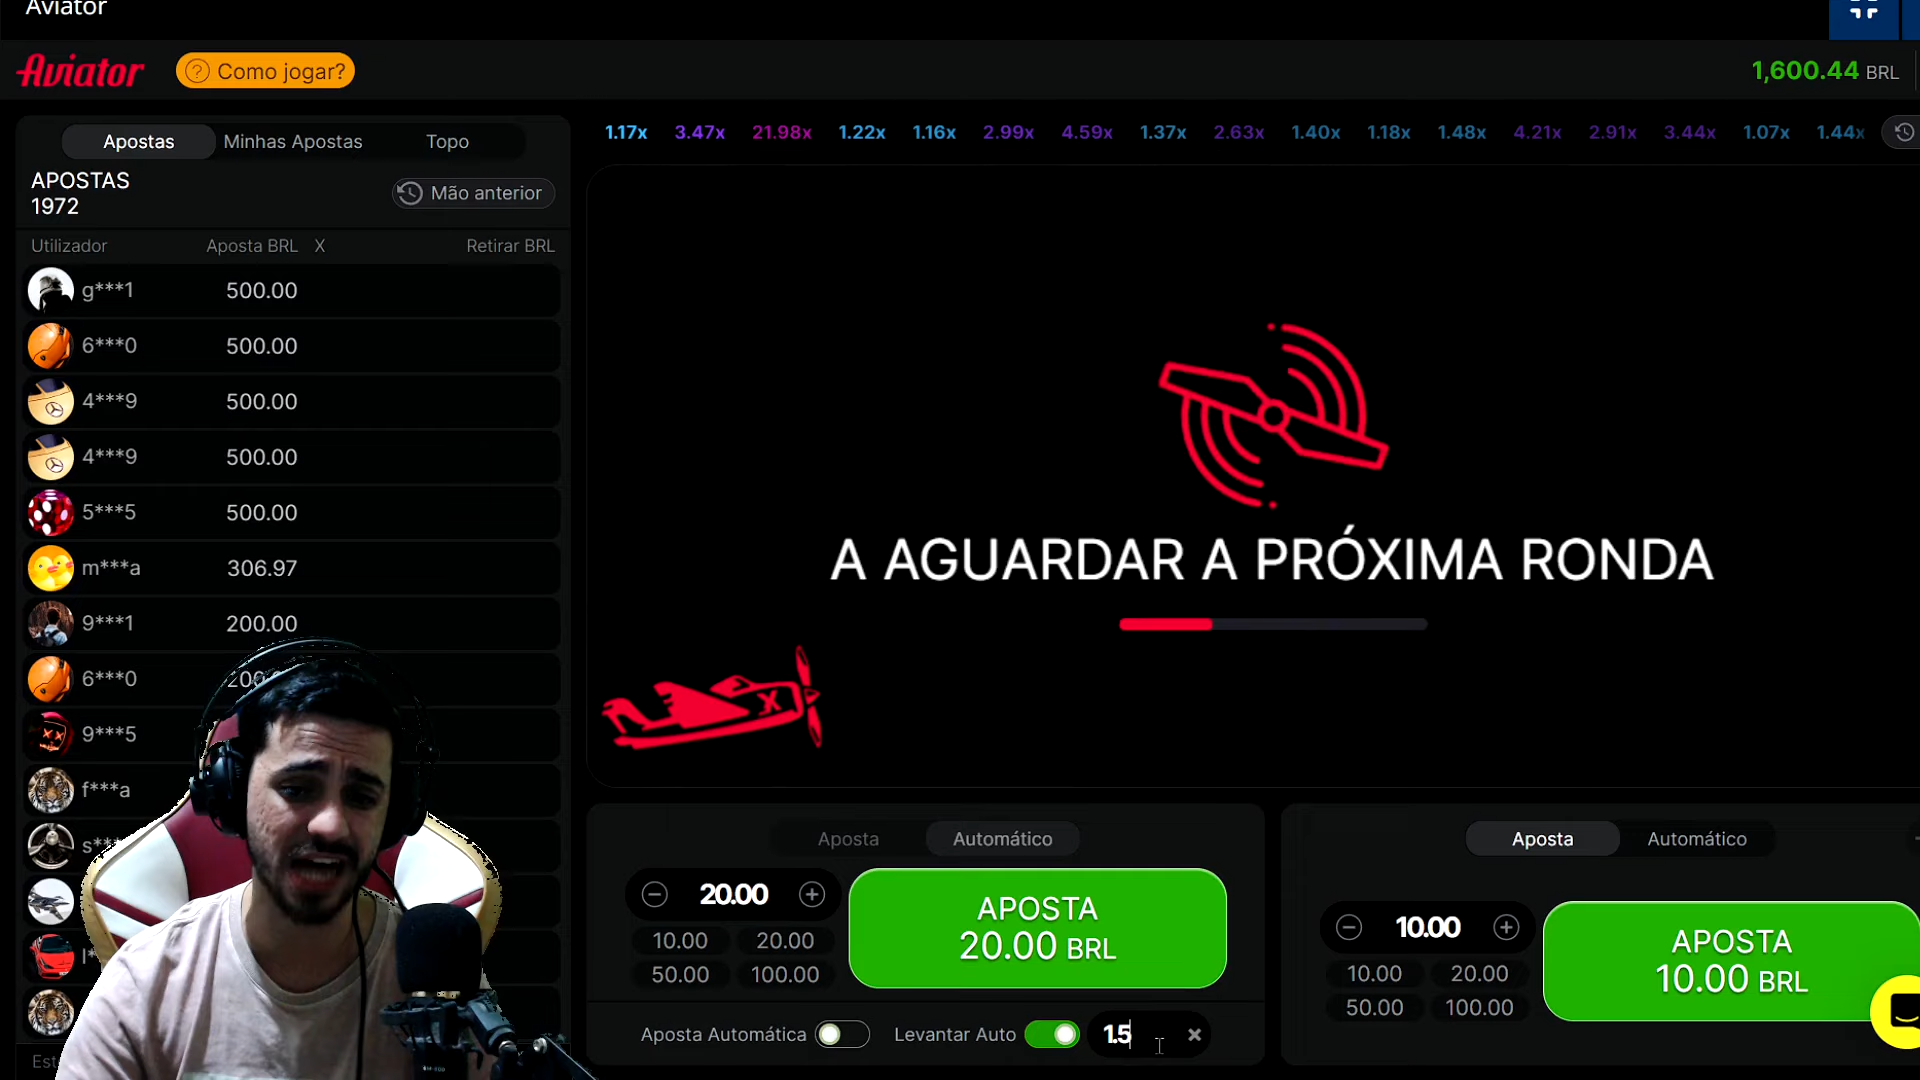 Aviator
Aviator
Como jogar?
1,600.44 BRL
Apostas Minhas Apostas Topo
1.17x 3.47x 21.98x 1.22x 1.16x 2.99x 4.59x 1.37x 2.63x 1.40x 1.18x 1.48x 4.21x 2.91x 3.44x 1.07x 1.44x
APOSTAS
1972
Mão anterior
Utilizador Aposta BRL X Retirar BRL
g***1 500.00
6***0 500.00
4***9 500.00
4***9 500.00
5***5 500.00
m***a 306.97
9***1 200.00
6***0
9***5
f***a
A AGUARDAR A PRÓXIMA RONDA
X
Aposta Automático
20.00
10.00 20.00
50.00 100.00
APOSTA
20.00 BRL
Aposta Automática Levantar Auto 1.5
Aposta Automático
10.00
10.00 20.00
50.00 100.00
APOSTA
10.00 BRL